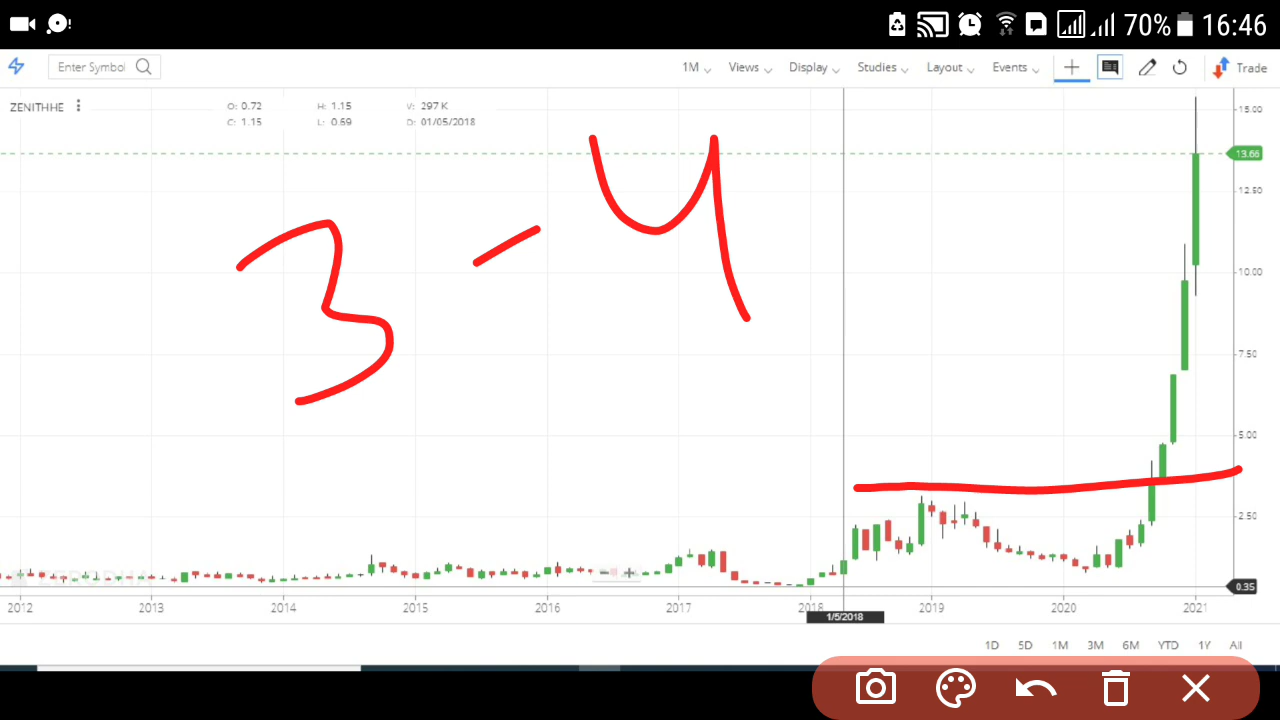 70% 16:46
Enter Symbol 1M Views Display Studies Layout Events Trade
ZENITHHE O: 0.72 H: 1.15 V: 297 K
C: 1.15 L: 0.69 D: 01/05/2018
15.00
13.66
12.50
10.00
7.50
5.00
2.50
0.35
3 - 4
2012 2013 2014 2015 2016 2017 2018 2019 2020 2021
1/5/2018
1D 5D 1M 3M 6M YTD 1Y All